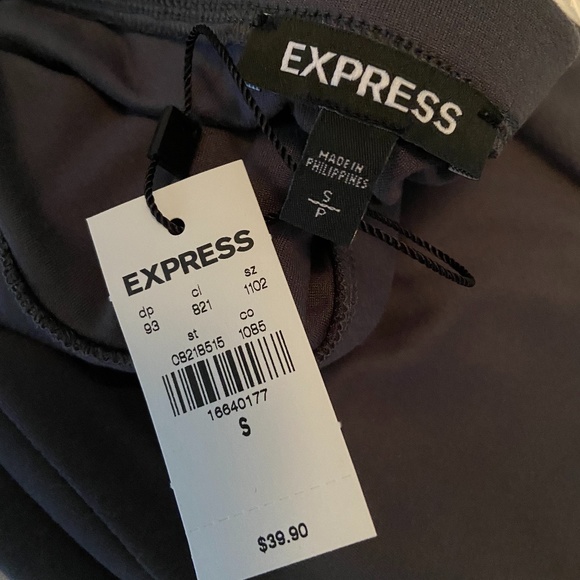 EXPRESS
MADE IN
PHILIPPINES
S
P
EXPRESS
dp cl sz
93 821 1102
st co
08218515 1085
16640177
S
$39.90